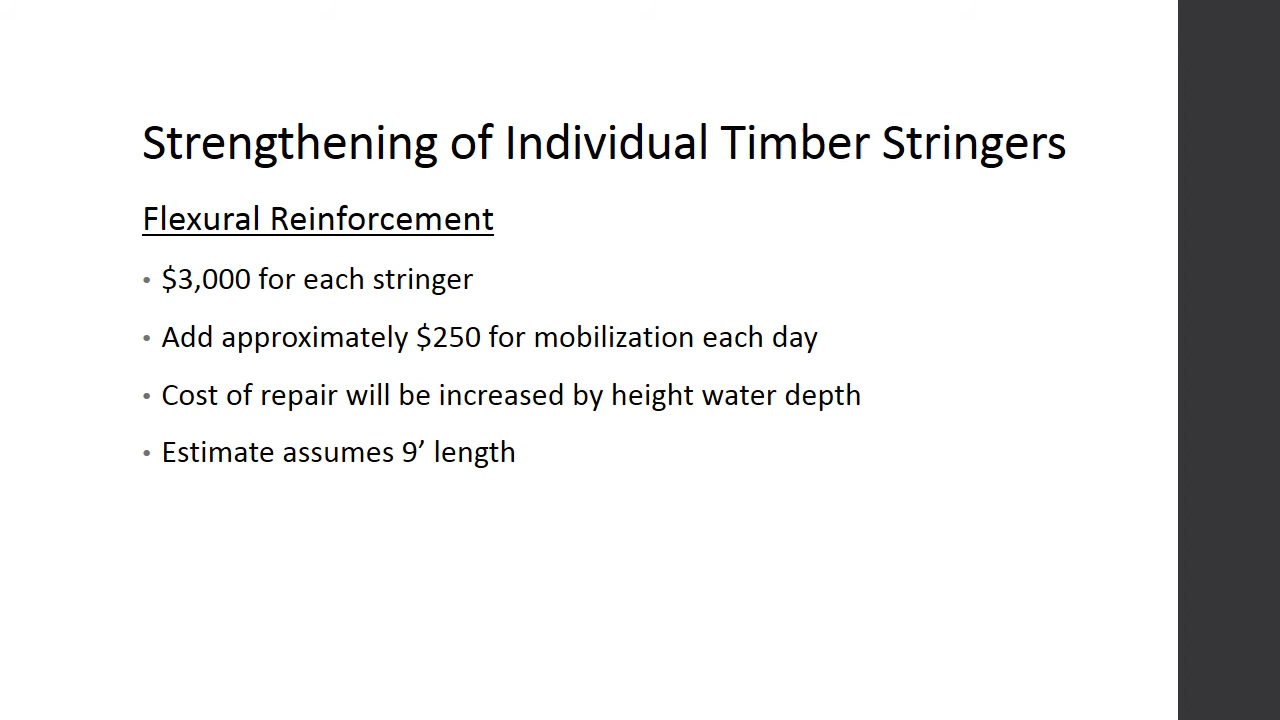 Strengthening of Individual Timber Stringers
Flexural Reinforcement
• $3,000 for each stringer
• Add approximately $250 for mobilization each day
• Cost of repair will be increased by height water depth
• Estimate assumes 9’ length